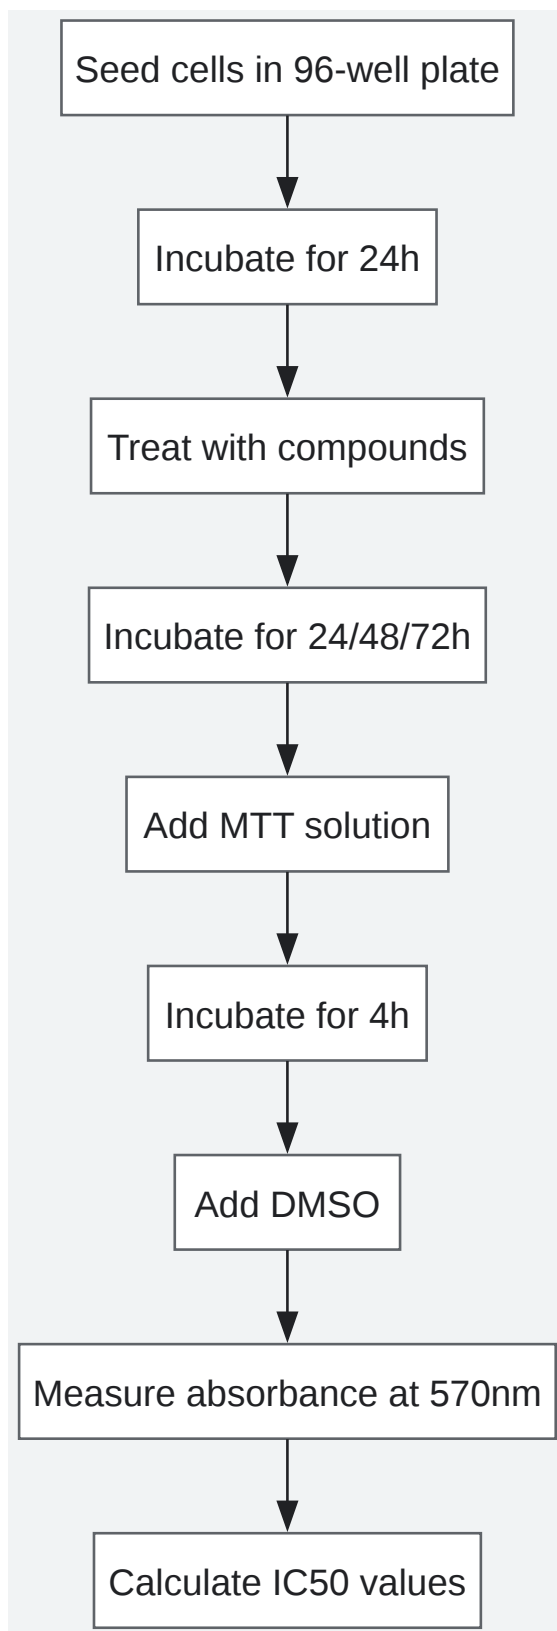 Seed cells in 96-well plate
Incubate for 24h
Treat with compounds
Incubate for 24/48/72h
Add MTT solution
Incubate for 4h
Add DMSO
Measure absorbance at 570nm
Calculate IC50 values